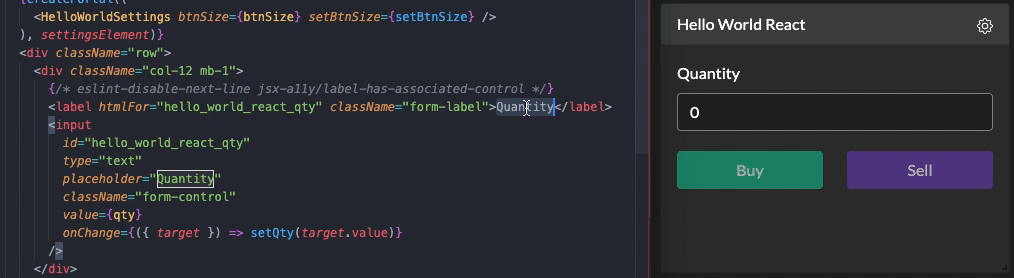 {createPortal((
<HelloWorldSettings btnSize={btnSize} setBtnSize={setBtnSize} />
), settingsElement)}
<div className="row">
<div className="col-12 mb-1">
{/* eslint-disable-next-line jsx-a11y/label-has-associated-control */}
<label htmlFor="hello_world_react_qty" className="form-label">Quantity</label>
<input
id="hello_world_react_qty"
type="text"
placeholder="Quantity"
className="form-control"
value={qty}
onChange={({ target }) => setQty(target.value)}
/>
</div>
Hello World React
Quantity
0
Buy
Sell